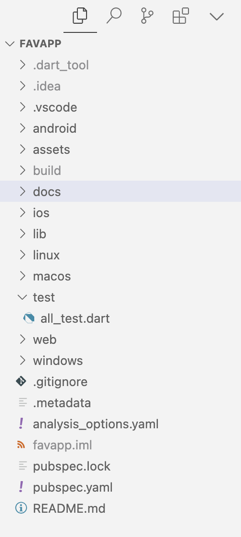 FAVAPP
.dart_tool
.idea
.vscode
android
assets
build
docs
ios
lib
linux
macos
test
all_test.dart
web
windows
.gitignore
.metadata
analysis_options.yaml
favapp.iml
pubspec.lock
pubspec.yaml
README.md